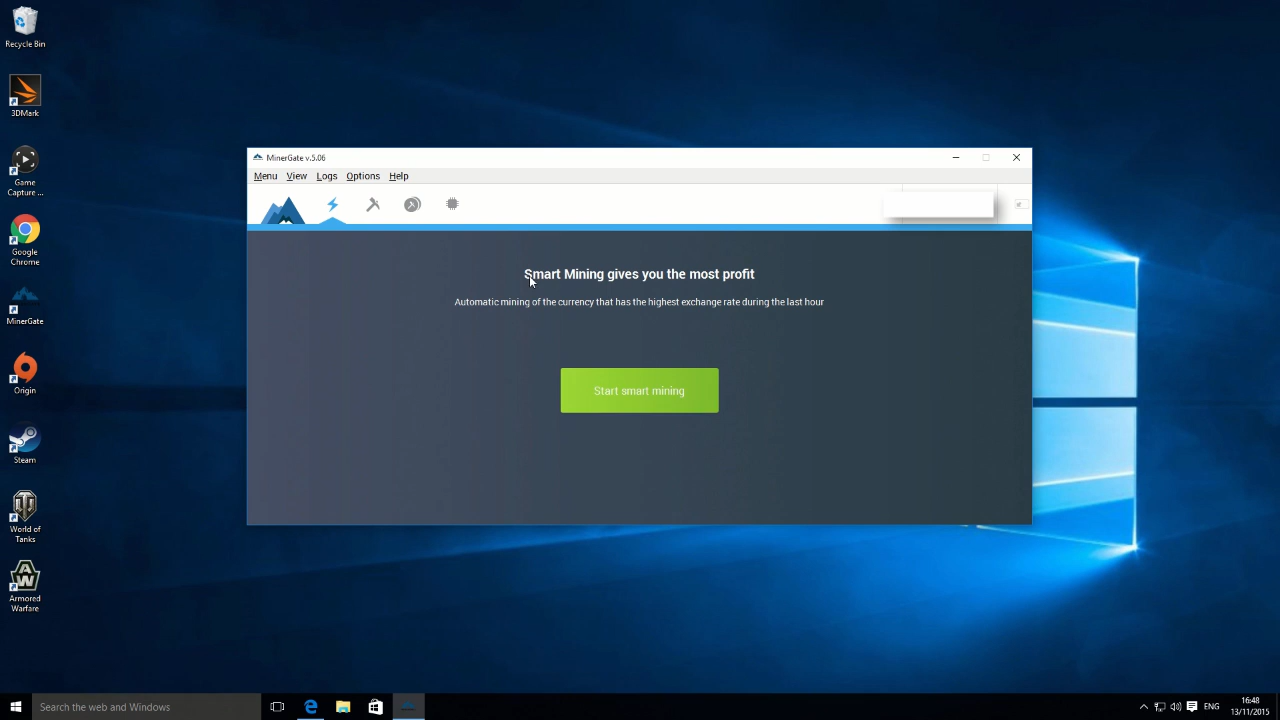 Recycle Bin
3DMark
Game
Capture ...
Google
Chrome
MinerGate
Origin
Steam
World of
Tanks
Armored
Warfare
MinerGate v.5.06
Menu View Logs Options Help
Smart Mining gives you the most profit
Automatic mining of the currency that has the highest exchange rate during the last hour
Start smart mining
Search the web and Windows
ENG
16:48
13/11/2015